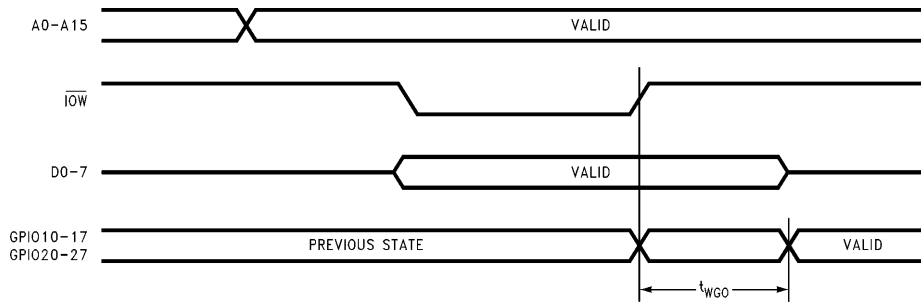 A0-A15 VALID
IOW
D0-7 VALID
GPIO10-17
GPIO20-27 PREVIOUS STATE VALID
tWGO